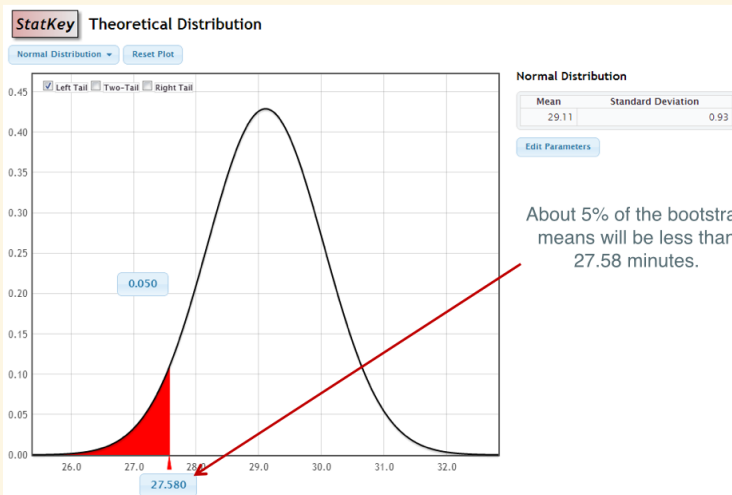 StatKey Theoretical Distribution
Normal Distribution Reset Plot
Left Tail Two-Tail Right Tail
0.45
0.40
0.35
0.30
0.25
0.20
0.15
0.10
0.05
0.00
0.050
26.0 27.0 28.0 29.0 30.0 31.0 32.0
27.580
Normal Distribution
Mean Standard Deviation
29.11 0.93
Edit Parameters
About 5% of the bootstra
means will be less than
27.58 minutes.